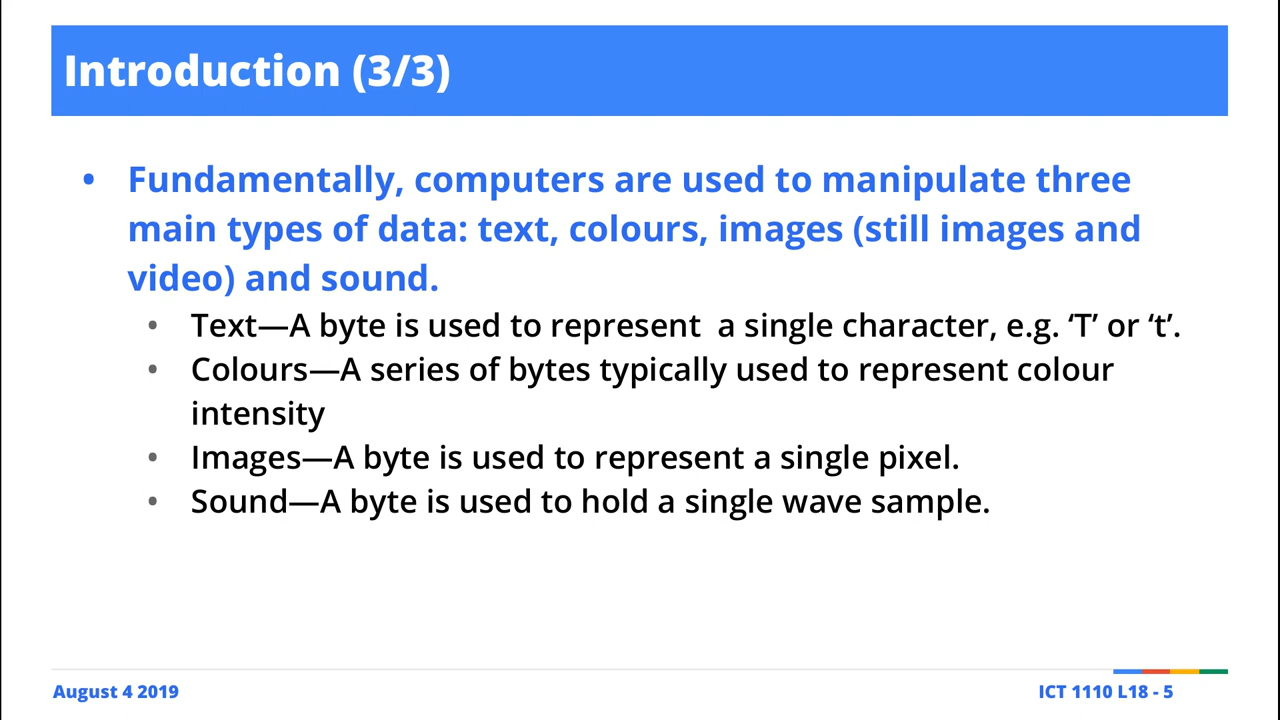 Introduction (3/3)
• Fundamentally, computers are used to manipulate three
main types of data: text, colours, images (still images and
video) and sound.
• Text—A byte is used to represent  a single character, e.g. ‘T’ or ‘t’.
• Colours—A series of bytes typically used to represent colour
intensity
• Images—A byte is used to represent a single pixel.
• Sound—A byte is used to hold a single wave sample.
August 4 2019
ICT 1110 L18 - 5